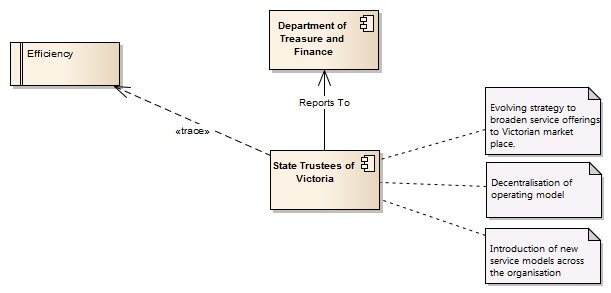 Department of
Treasure and
Finance
Efficiency
Reports To
Evolving strategy to
broaden service offerings
to Victorian market
place.
«trace»
State Trustees of
Victoria
Decentralisation of
operating model
Introduction of new
service models across
the organisation